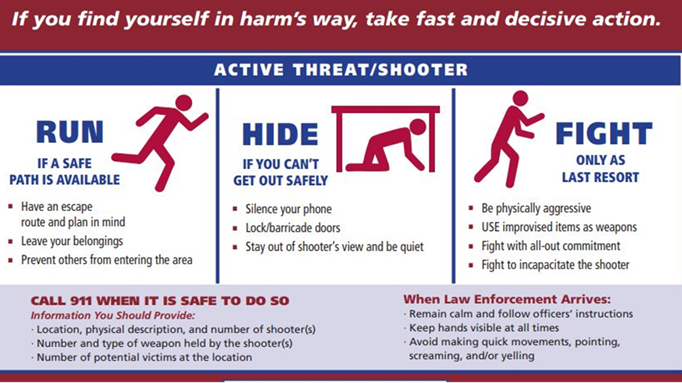 If you find yourself in harm's way, take fast and decisive action.
ACTIVE THREAT/SHOOTER
RUN
IF A SAFE
PATH IS AVAILABLE
▪ Have an escape
route and plan in mind
▪ Leave your belongings
▪ Prevent others from entering the area
HIDE
IF YOU CAN'T
GET OUT SAFELY
▪ Silence your phone
▪ Lock/barricade doors
▪ Stay out of shooter's view and be quiet
FIGHT
ONLY AS
LAST RESORT
▪ Be physically aggressive
▪ USE improvised items as weapons
▪ Fight with all-out commitment
▪ Fight to incapacitate the shooter
CALL 911 WHEN IT IS SAFE TO DO SO
Information You Should Provide:
· Location, physical description, and number of shooter(s)
· Number and type of weapon held by the shooter(s)
· Number of potential victims at the location
When Law Enforcement Arrives:
· Remain calm and follow officers' instructions
· Keep hands visible at all times
· Avoid making quick movements, pointing,
screaming, and/or yelling